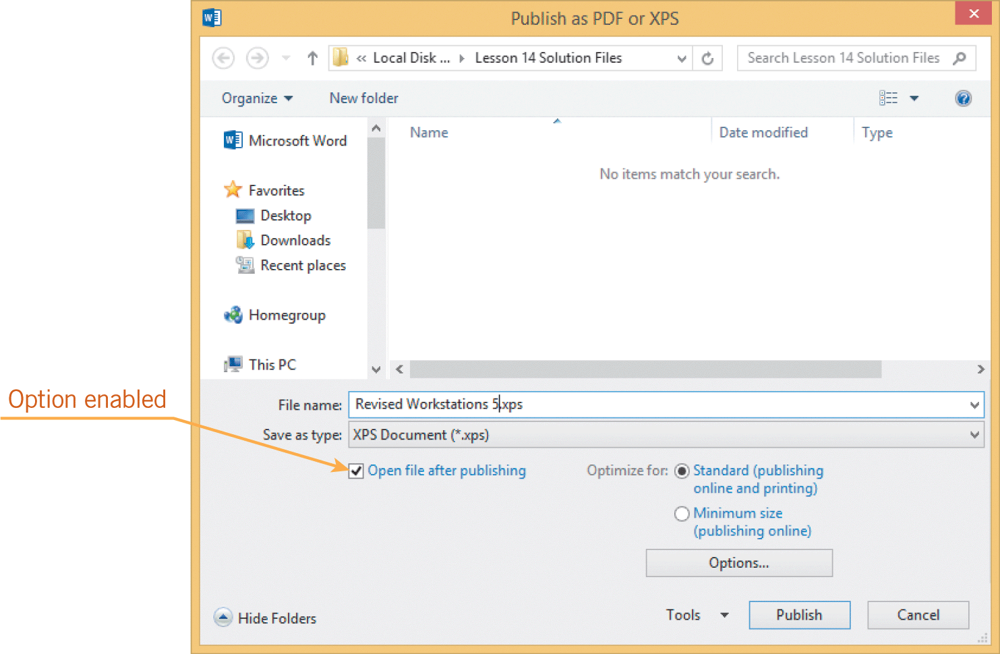 Publish as PDF or XPS
« Local Disk ... Lesson 14 Solution Files
Search Lesson 14 Solution Files
Organize
New folder
Microsoft Word
Favorites
Desktop
Downloads
Recent places
Homegroup
This PC
Name
Date modified
Type
No items match your search.
Option enabled
File name: Revised Workstations 5.xps
Save as type: XPS Document (*.xps)
Open file after publishing
Optimize for:
Standard (publishing
online and printing)
Minimum size
(publishing online)
Options...
Hide Folders
Tools
Publish
Cancel